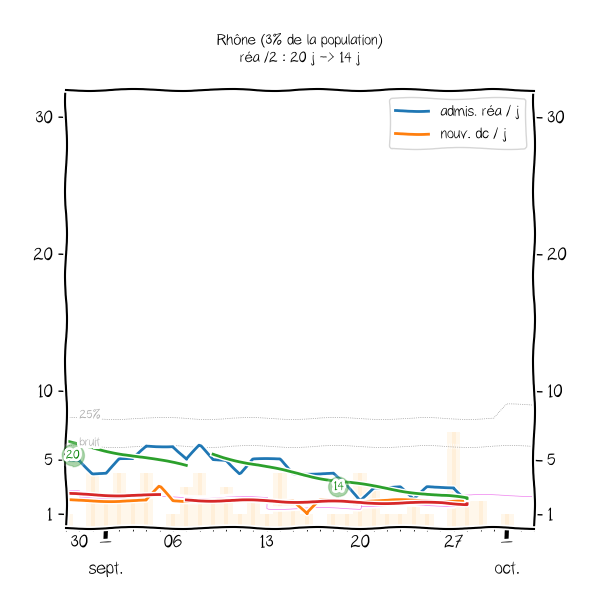 Rhône (3% de la population)
réa /2 : 20 j -> 14 j
admis. réa / j
nouv. dc / j
30 30
20 20
10 10
25%
bruit
5 5
20
14
1 1
30 06 13 20 27
sept. oct.